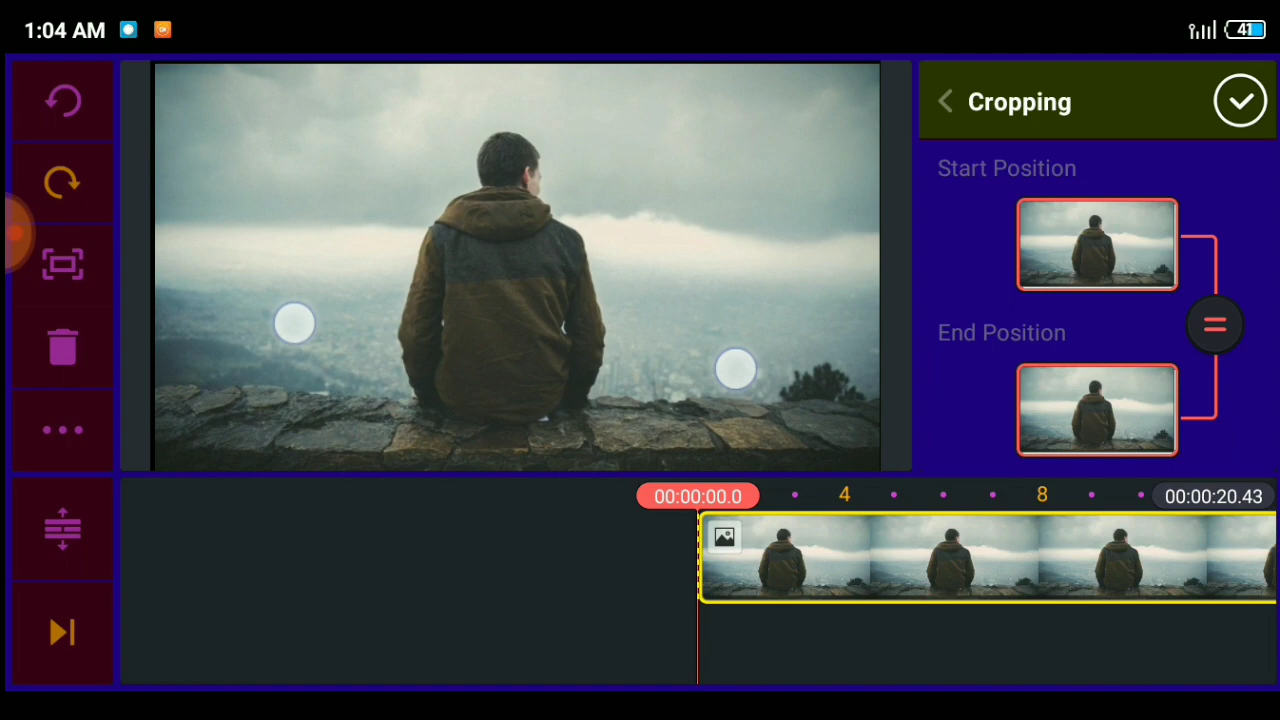 1:04 AM
41
Cropping
Start Position
End Position
00:00:00.0
4
8
00:00:20.43